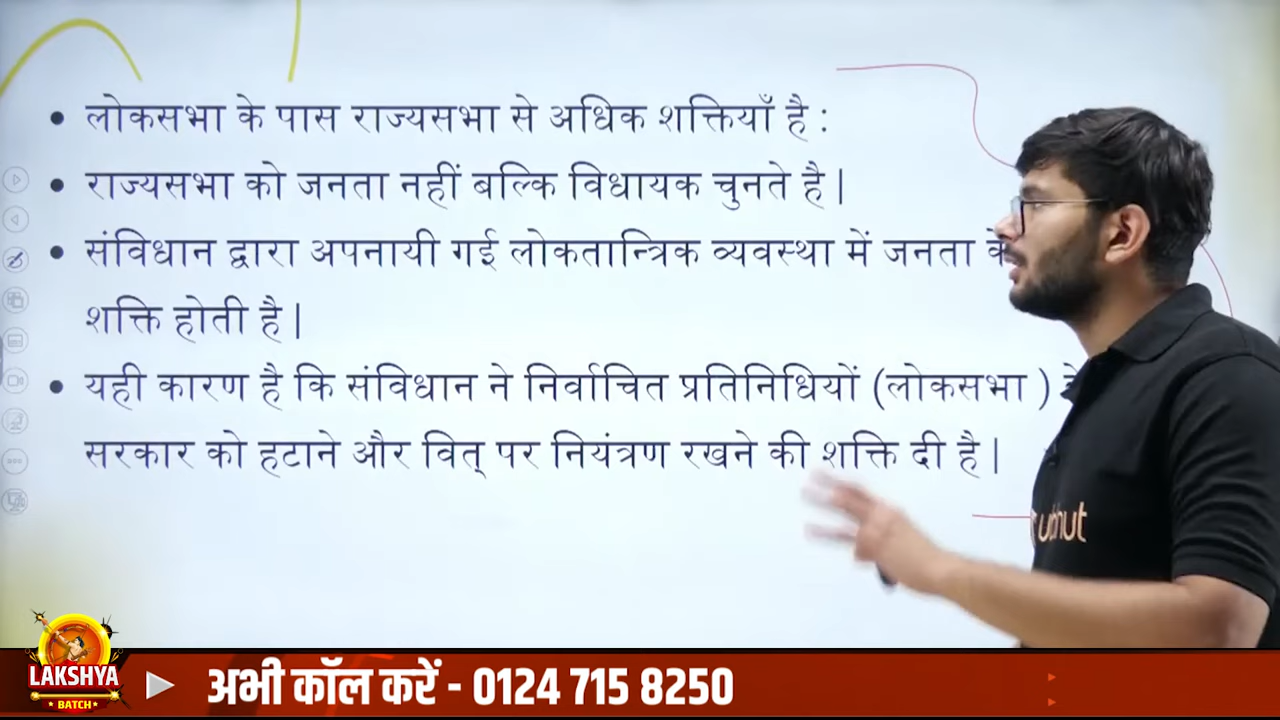 लोकसभा के पास राज्यसभा से अधिक शक्तियाँ है :
राज्यसभा को जनता नहीं बल्कि विधायक चुनते है |
संविधान द्वारा अपनायी गई लोकतान्त्रिक व्यवस्था में जनता
शक्ति होती है |
यही कारण है कि संविधान ने निर्वाचित प्रतिनिधियों (लोकसभा )
सरकार को हटाने और वित् पर नियंत्रण रखने की शक्ति दी है |
LAKSHYA
BATCH
अभी कॉल करें - 0124 715 8250